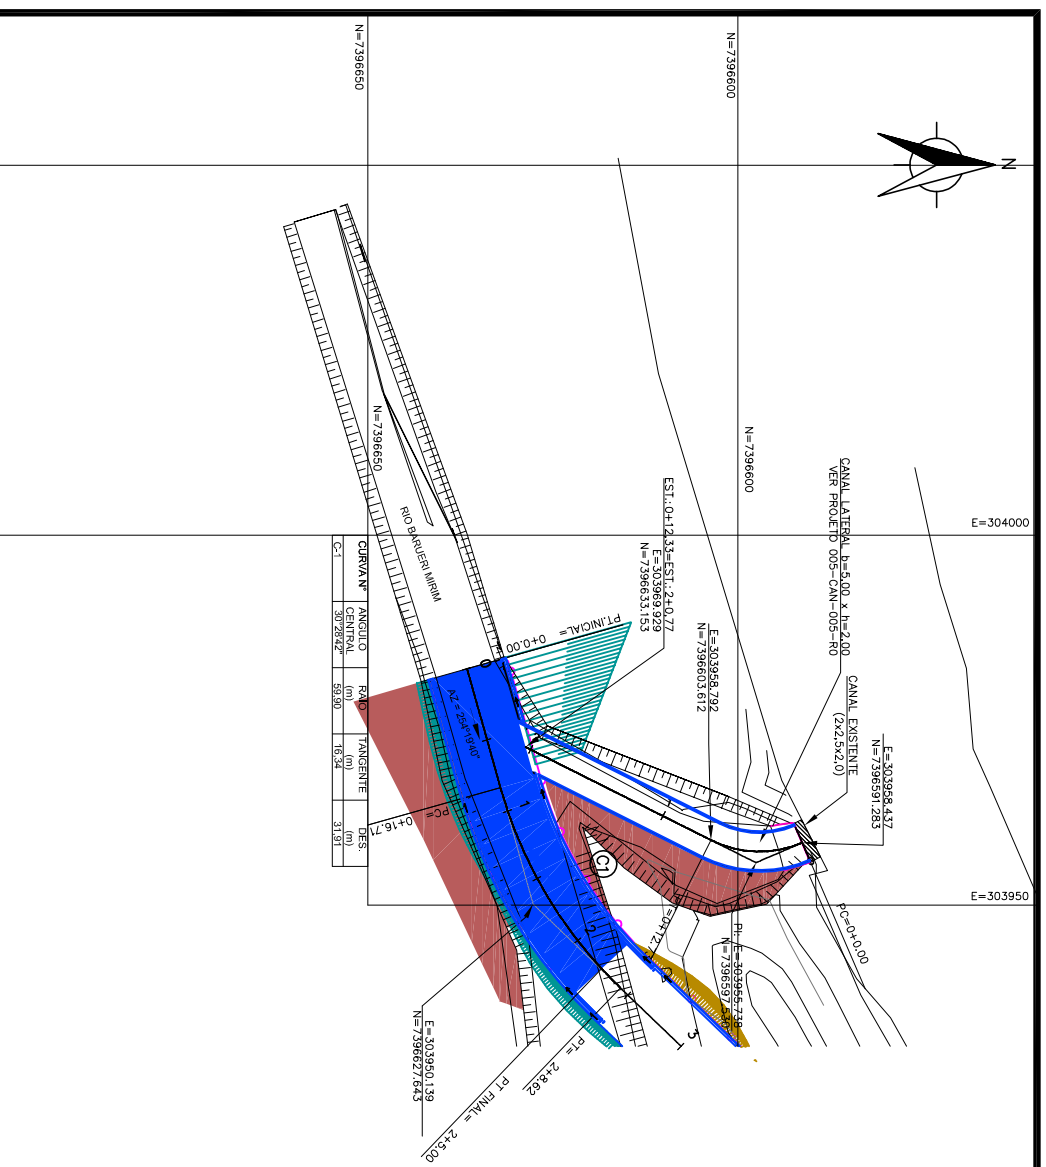 N=7396650
N=7396600
N
N=7396650
N=7396600
E=304000
E=303950
CANAL LATERAL b=5,00 x h=2,00
VER PROJETO 005-CAN-005-R0
CANAL EXISTENTE
(2x2,5x2,0)
E=303958.437
N=7396591.283
EST.:0+12,33=EST.: 2+0,77
E=303969.929
N=7396633.153
E=303958.792
N=7396603.612
RIO BARUERI MIRIM
PT.INICIAL=
0+0.00
0
AZ = 254°19'40"
1
PC=
0+16.71
C1
2
3
PC=0+0.00
PI: E=303955.738
N=7396597.530
PT= 2+8.62
PT FINAL= 2+5.00
E=303950.139
N=7396627.643
CURVA Nº
ANGULO CENTRAL
RAIO (m)
TANGENTE (m)
DES. (m)
C-1
30°28'42"
59.90
16.34
31.91